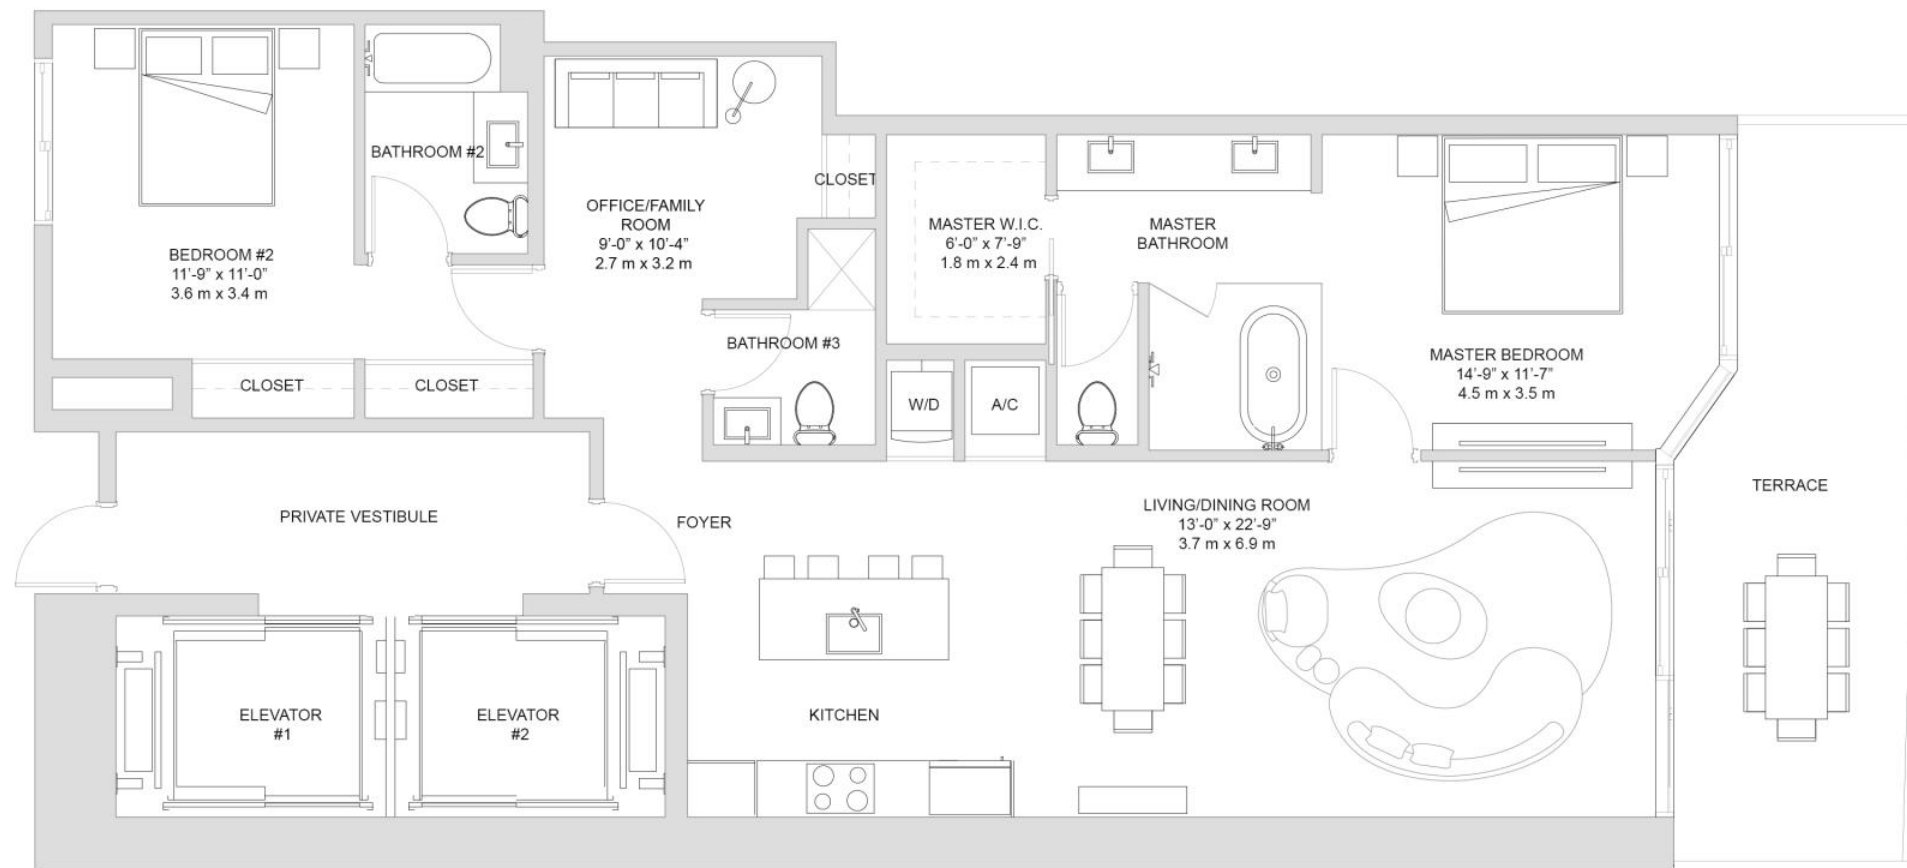 BATHROOM #2
CLOSET
OFFICE/FAMILY
ROOM
9'-0" x 10'-4"
2.7 m x 3.2 m
MASTER W.I.C.
6'-0" x 7'-9"
1.8 m x 2.4 m
MASTER
BATHROOM
BEDROOM #2
11'-9" x 11'-0"
3.6 m x 3.4 m
BATHROOM #3
MASTER BEDROOM
14'-9" x 11'-7"
4.5 m x 3.5 m
CLOSET
CLOSET
W/D
A/C
TERRACE
PRIVATE VESTIBULE
FOYER
LIVING/DINING ROOM
13'-0" x 22'-9"
3.7 m x 6.9 m
ELEVATOR
#1
ELEVATOR
#2
KITCHEN